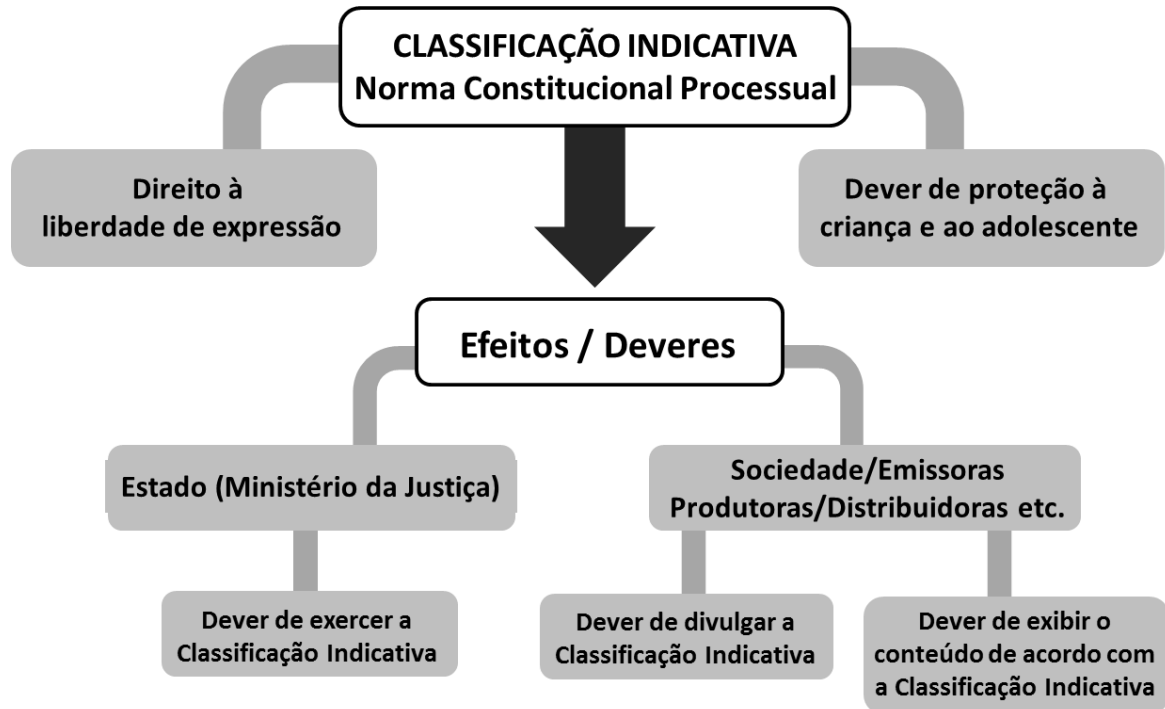 CLASSIFICAÇÃO INDICATIVA
Norma Constitucional Processual
Direito à
liberdade de expressão
Dever de proteção à
criança e ao adolescente
Efeitos / Deveres
Estado (Ministério da Justiça)
Sociedade/Emissoras
Produtoras/Distribuidoras etc.
Dever de exercer a
Classificação Indicativa
Dever de divulgar a
Classificação Indicativa
Dever de exibir o
conteúdo de acordo com
a Classificação Indicativa